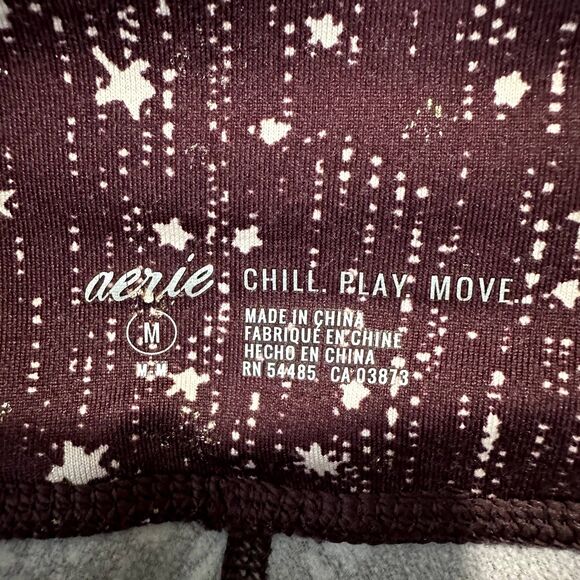 aerie. CHILL. PLAY. MOVE.
M
M-M
MADE IN CHINA
FABRIQUÉ EN CHINE
HECHO EN CHINA
RN 54485 CA 03873